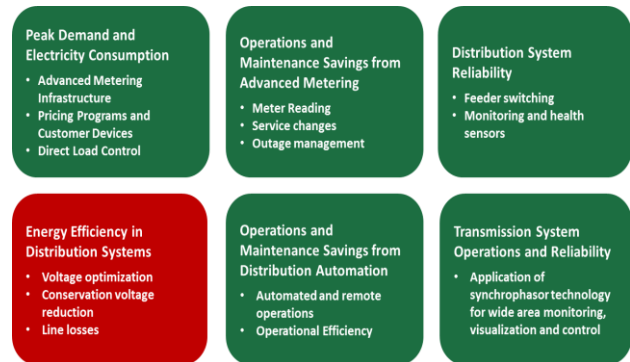 Peak Demand and
Electricity Consumption
• Advanced Metering
Infrastructure
• Pricing Programs and
Customer Devices
• Direct Load Control
Operations and
Maintenance Savings from
Advanced Metering
• Meter Reading
• Service changes
• Outage management
Distribution System
Reliability
• Feeder switching
• Monitoring and health
sensors
Energy Efficiency in
Distribution Systems
• Voltage optimization
• Conservation voltage
reduction
• Line losses
Operations and
Maintenance Savings from
Distribution Automation
• Automated and remote
operations
• Operational Efficiency
Transmission System
Operations and Reliability
• Application of
synchrophasor technology
for wide area monitoring,
visualization and control